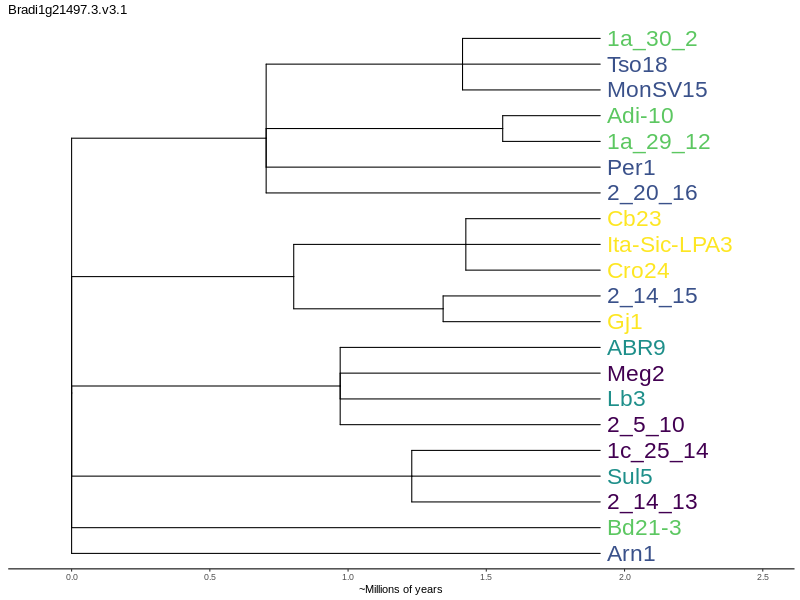 Bradi1g21497.3.v3.1
1a_30_2
Tso18
MonSV15
Adi-10
1a_29_12
Per1
2_20_16
Cb23
Ita-Sic-LPA3
Cro24
2_14_15
Gj1
ABR9
Meg2
Lb3
2_5_10
1c_25_14
Sul5
2_14_13
Bd21-3
Arn1
0.0 0.5 1.0 1.5 2.0 2.5
~Millions of years